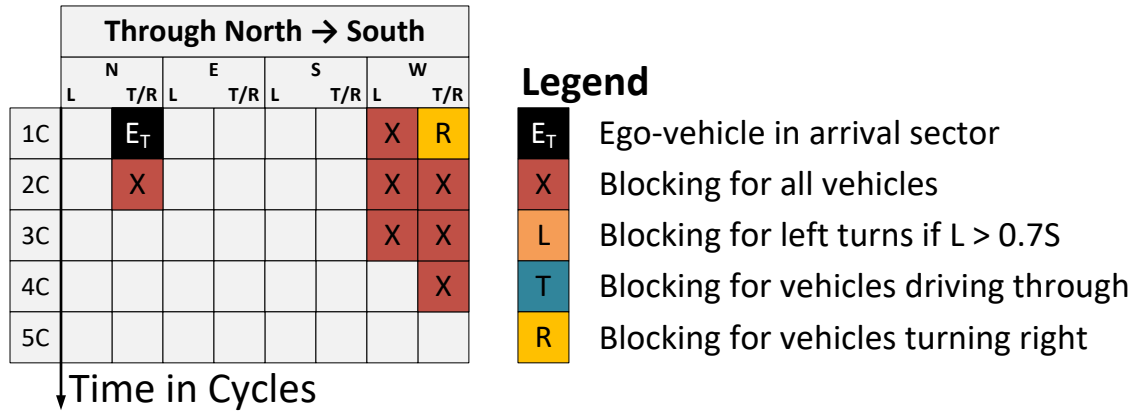 Through North → South
N E S W
L T/R L T/R L T/R L T/R
1C E_T X R
2C X X X
3C X X
4C X
5C
Time in Cycles
Legend
E_T Ego-vehicle in arrival sector
X Blocking for all vehicles
L Blocking for left turns if L > 0.7S
T Blocking for vehicles driving through
R Blocking for vehicles turning right